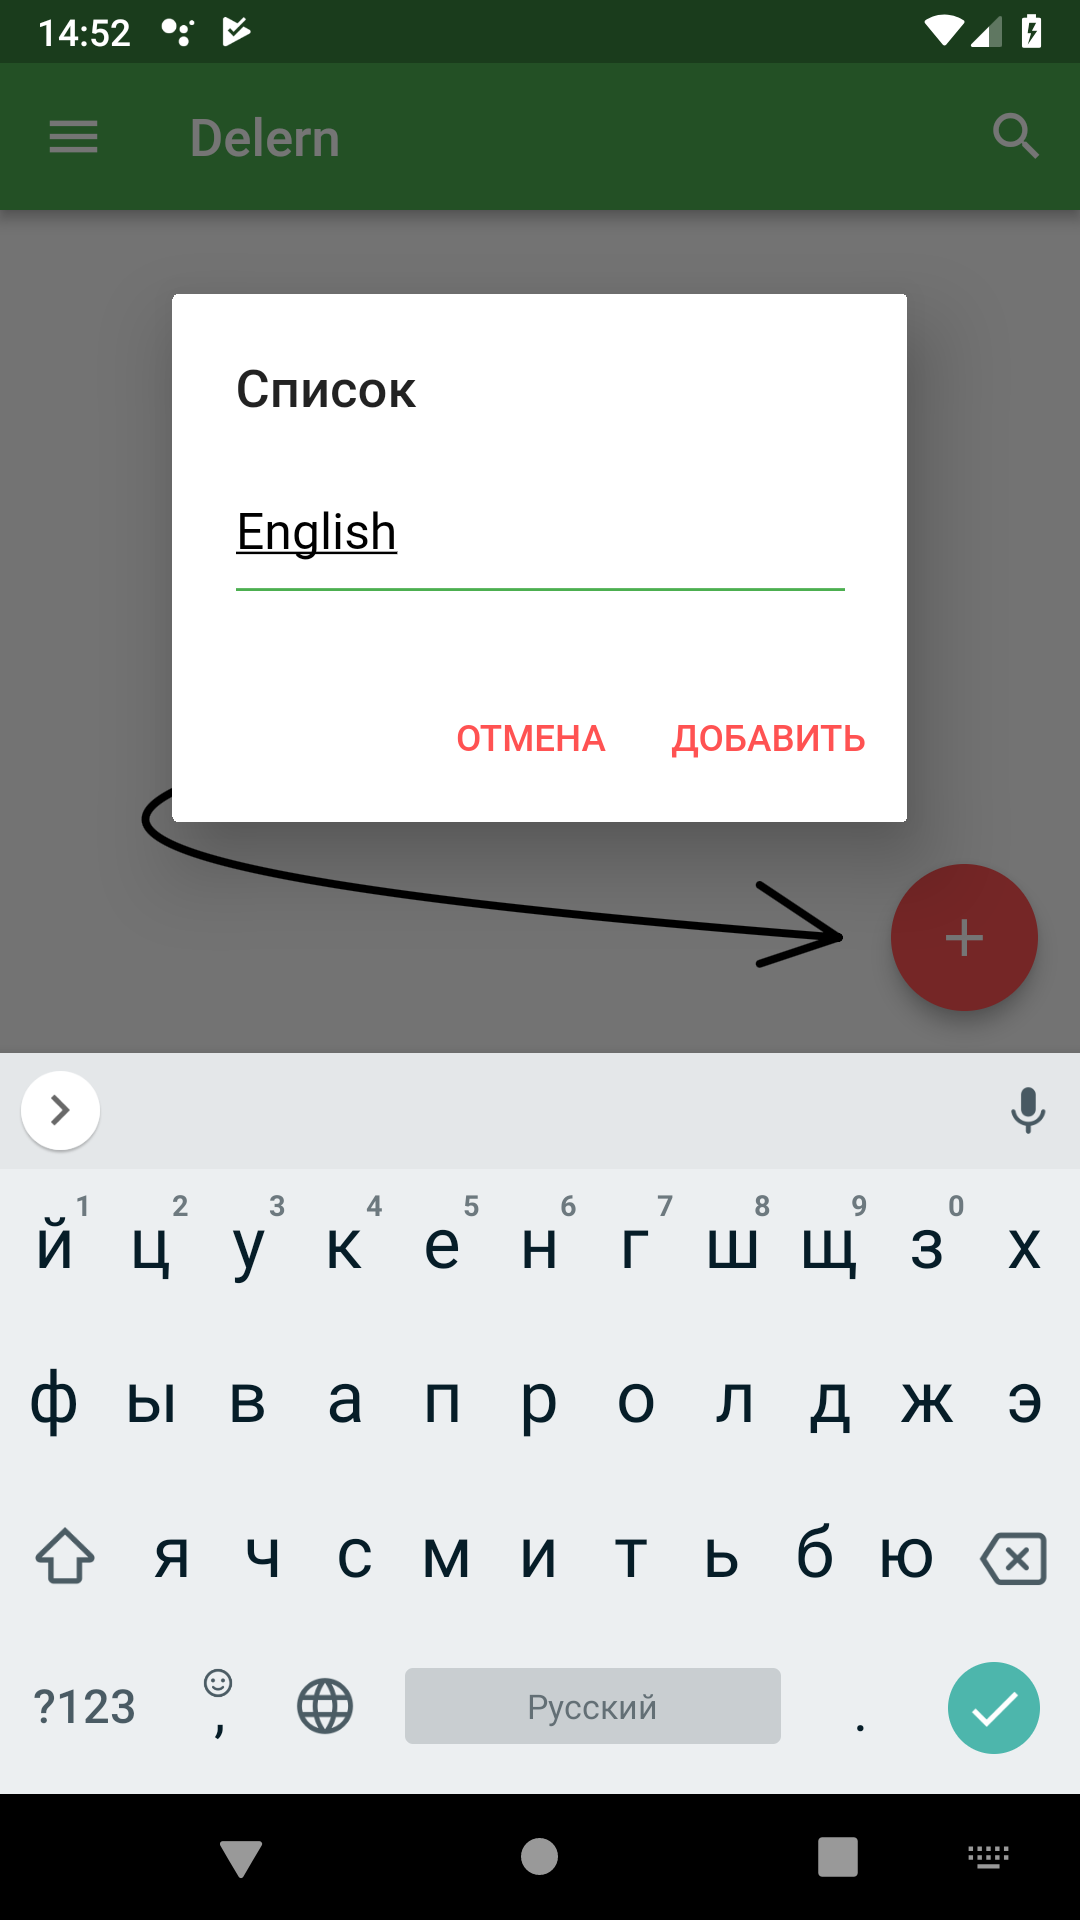 14:52
Delern
Список
English
ОТМЕНА ДОБАВИТЬ
1 2 3 4 5 6 7 8 9 0
й ц у к е н г ш щ з х
ф ы в а п р о л д ж э
я ч с м и т ь б ю
?123 , Русский .